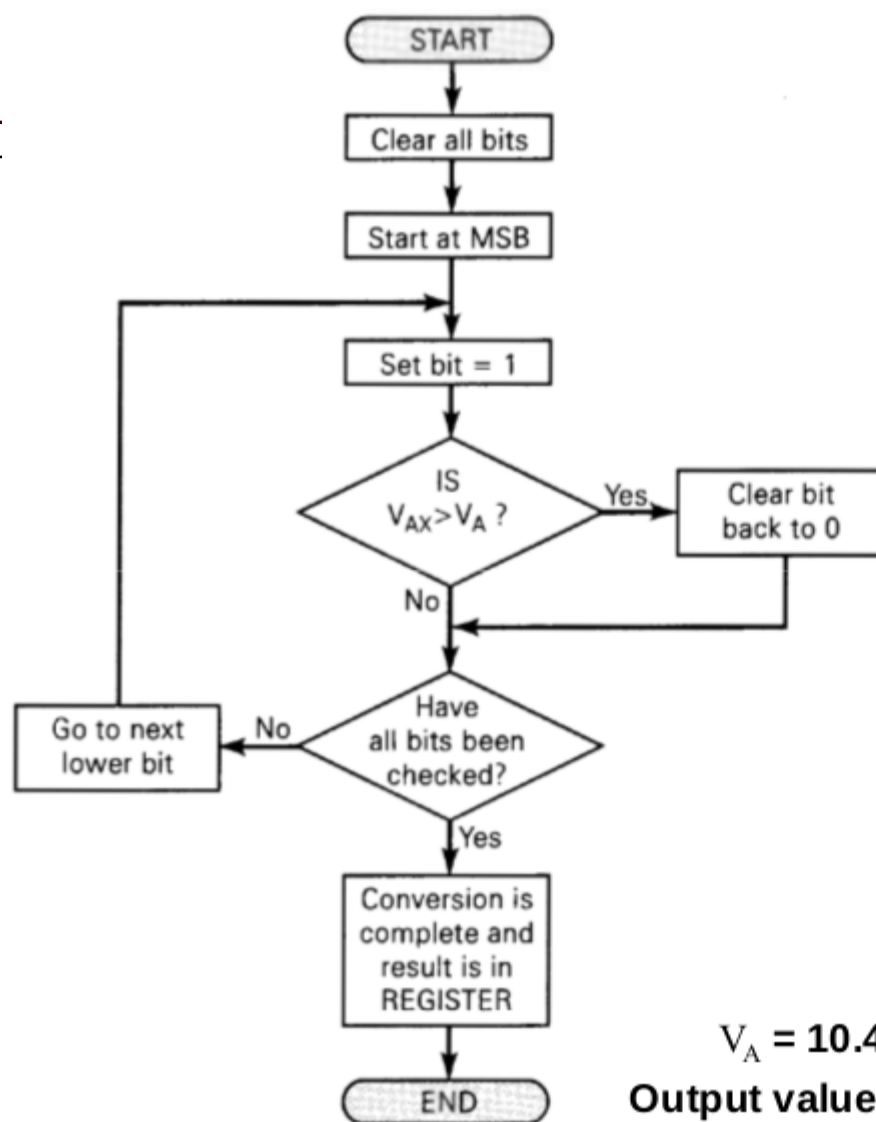 START
Clear all bits
Start at MSB
Set bit = 1
IS
V_AX>V_A ?
Yes
Clear bit
back to 0
No
Have
all bits been
checked?
No
Go to next
lower bit
Yes
Conversion is
complete and
result is in
REGISTER
END
V_A = 10.4
Output value